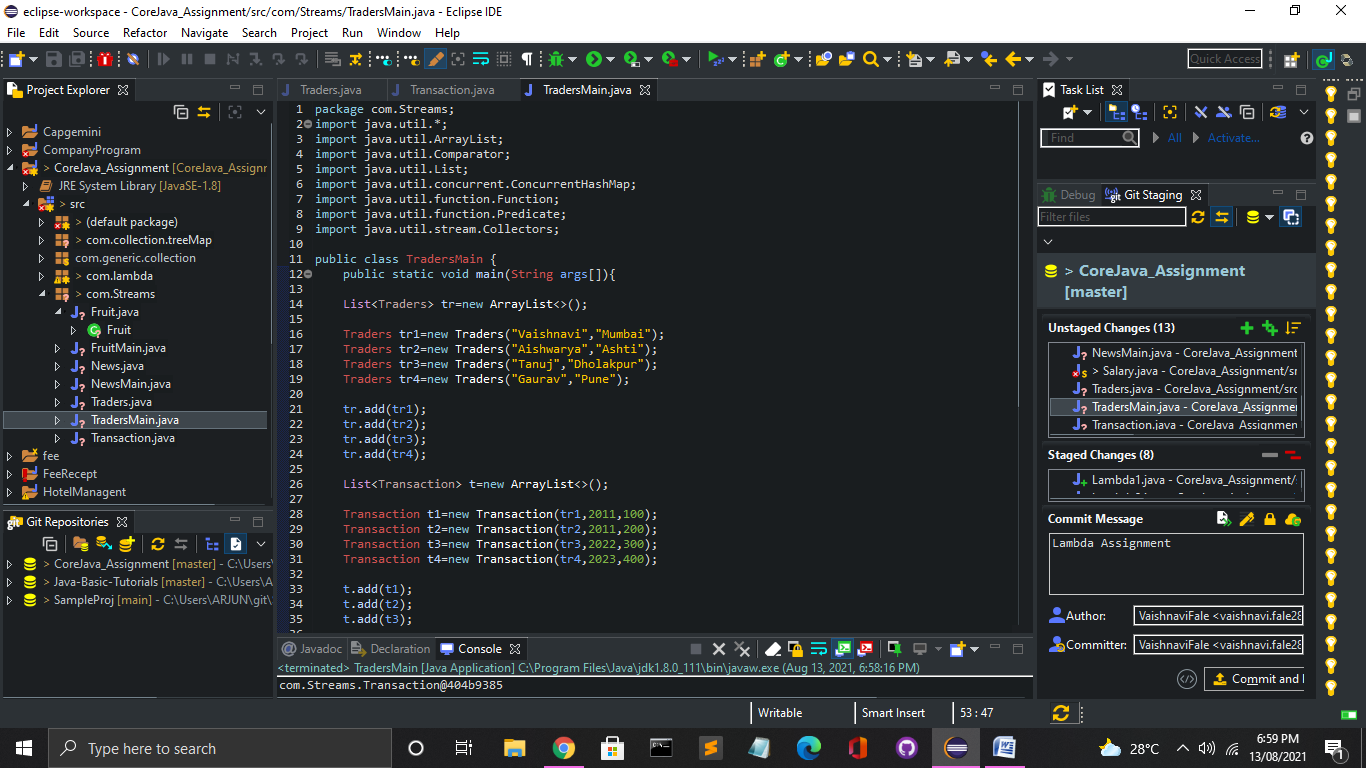 eclipse-workspace - CoreJava_Assignment/src/com/Streams/TradersMain.java - Eclipse IDE
File Edit Source Refactor Navigate Search Project Run Window Help
Quick Access
Project Explorer
Capgemini
CompanyProgram
> CoreJava_Assignment [CoreJava_Assignr
JRE System Library [JavaSE-1.8]
> src
> (default package)
> com.collection.treeMap
com.generic.collection
> com.lambda
> com.Streams
Fruit.java
Fruit
FruitMain.java
News.java
NewsMain.java
Traders.java
TradersMain.java
Transaction.java
fee
FeeRecept
HotelManagent
Git Repositories
> CoreJava_Assignment [master] - C:\Users\
> Java-Basic-Tutorials [master] - C:\Users\A
> SampleProj [main] - C:\Users\ARJUN\git\
Traders.java Transaction.java TradersMain.java
1 package com.Streams;
2 import java.util.*;
3 import java.util.ArrayList;
4 import java.util.Comparator;
5 import java.util.List;
6 import java.util.concurrent.ConcurrentHashMap;
7 import java.util.function.Function;
8 import java.util.function.Predicate;
9 import java.util.stream.Collectors;
10
11 public class TradersMain {
12 public static void main(String args[]){
13
14 List<Traders> tr=new ArrayList<>();
15
16 Traders tr1=new Traders("Vaishnavi","Mumbai");
17 Traders tr2=new Traders("Aishwarya","Ashti");
18 Traders tr3=new Traders("Tanuj","Dholakpur");
19 Traders tr4=new Traders("Gaurav","Pune");
20
21 tr.add(tr1);
22 tr.add(tr2);
23 tr.add(tr3);
24 tr.add(tr4);
25
26 List<Transaction> t=new ArrayList<>();
27
28 Transaction t1=new Transaction(tr1,2011,100);
29 Transaction t2=new Transaction(tr2,2011,200);
30 Transaction t3=new Transaction(tr3,2022,300);
31 Transaction t4=new Transaction(tr4,2023,400);
32
33 t.add(t1);
34 t.add(t2);
35 t.add(t3);
36
Javadoc Declaration Console
<terminated> TradersMain [Java Application] C:\Program Files\Java\jdk1.8.0_111\bin\javaw.exe (Aug 13, 2021, 6:58:16 PM)
com.Streams.Transaction@404b9385
Task List
Find All Activate...
Debug Git Staging
Filter files
> CoreJava_Assignment
[master]
Unstaged Changes (13)
NewsMain.java - CoreJava_Assignment
> Salary.java - CoreJava_Assignment/sr
Traders.java - CoreJava_Assignment/src
TradersMain.java - CoreJava_Assignme
Transaction.java - CoreJava_Assignmen
Staged Changes (8)
Lambda1.java - CoreJava_Assignment/
Commit Message
Lambda Assignment
Author: VaishnaviFale <vaishnavi.fale28
Committer: VaishnaviFale <vaishnavi.fale28
Commit and
Writable Smart Insert 53 : 47
Type here to search
28°C
6:59 PM
13/08/2021
1